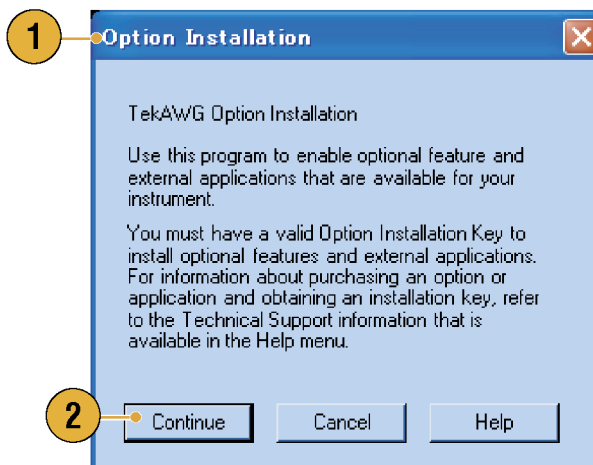 1
Option Installation
TekAWG Option Installation
Use this program to enable optional feature and
external applications that are available for your
instrument.
You must have a valid Option Installation Key to
install optional features and external applications.
For information about purchasing an option or
application and obtaining an installation key, refer
to the Technical Support information that is
available in the Help menu.
2
Continue Cancel Help